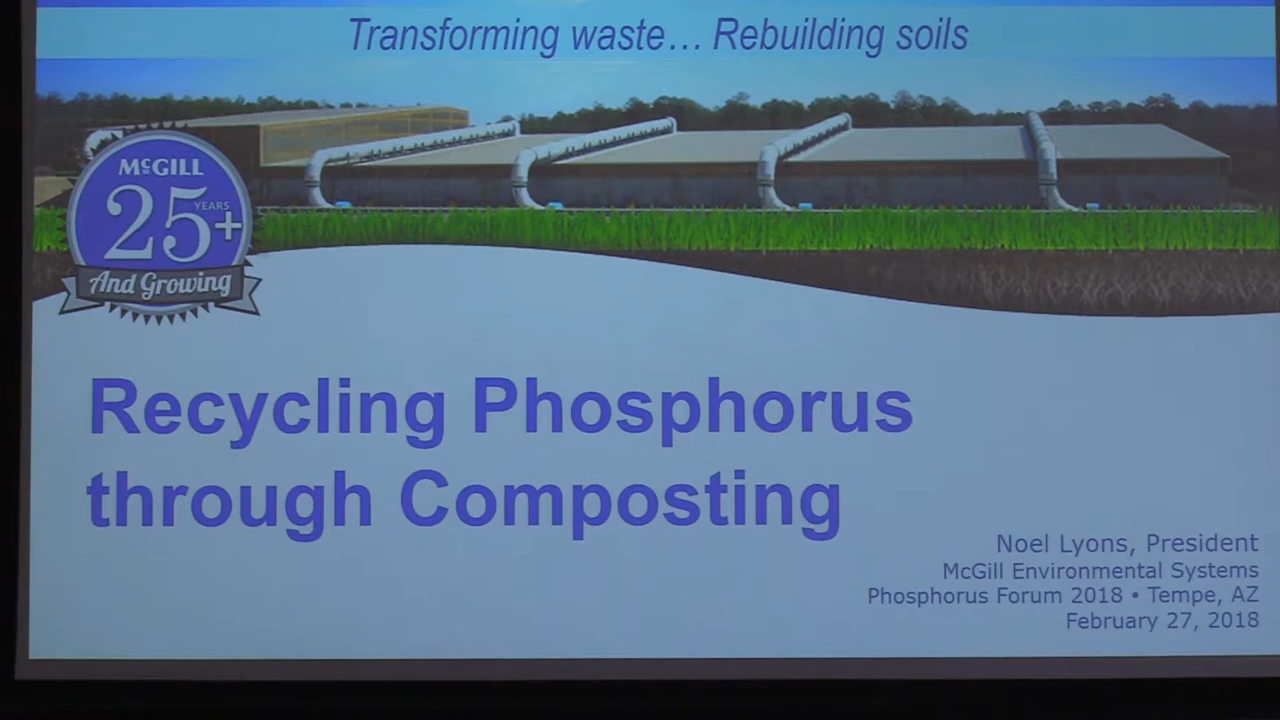 Transforming waste… Rebuilding soils
McGILL
25+
YEARS
And Growing
Recycling Phosphorus
through Composting
Noel Lyons, President
McGill Environmental Systems
Phosphorus Forum 2018 • Tempe, AZ
February 27, 2018